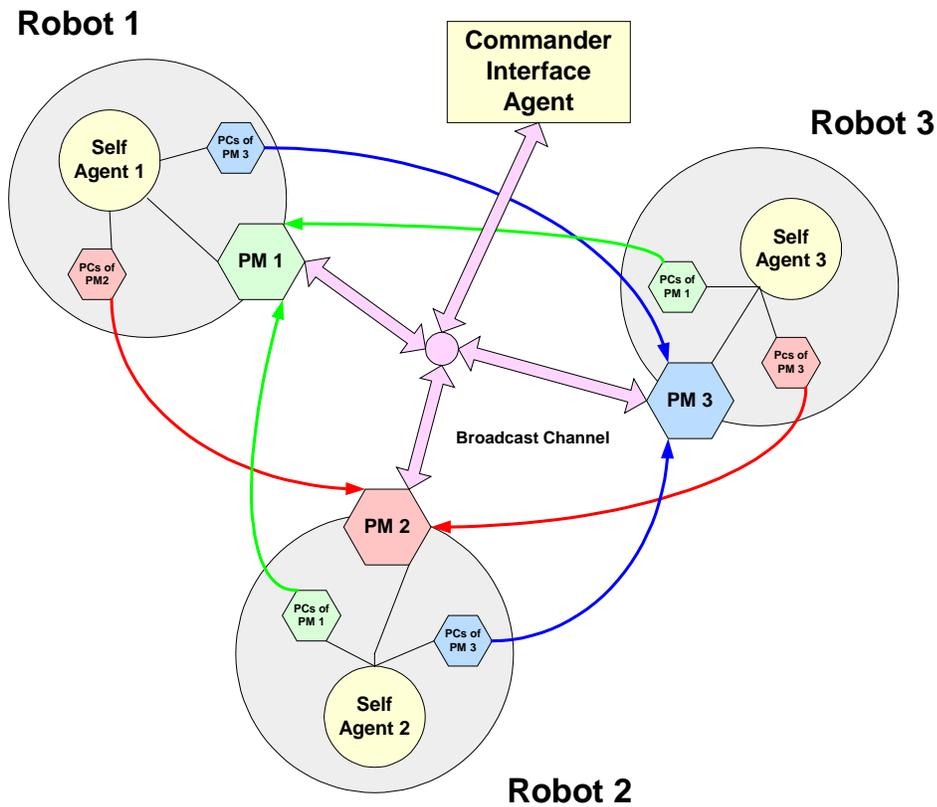 Robot 1
Commander
Interface
Agent
Robot 3
Self
Agent 1
PCs of
PM 3
PCs of
PM2
PM 1
Self
Agent 3
PCs of
PM 1
Pcs of
PM 3
PM 3
Broadcast Channel
PM 2
PCs of
PM 1
PCs of
PM 3
Self
Agent 2
Robot 2